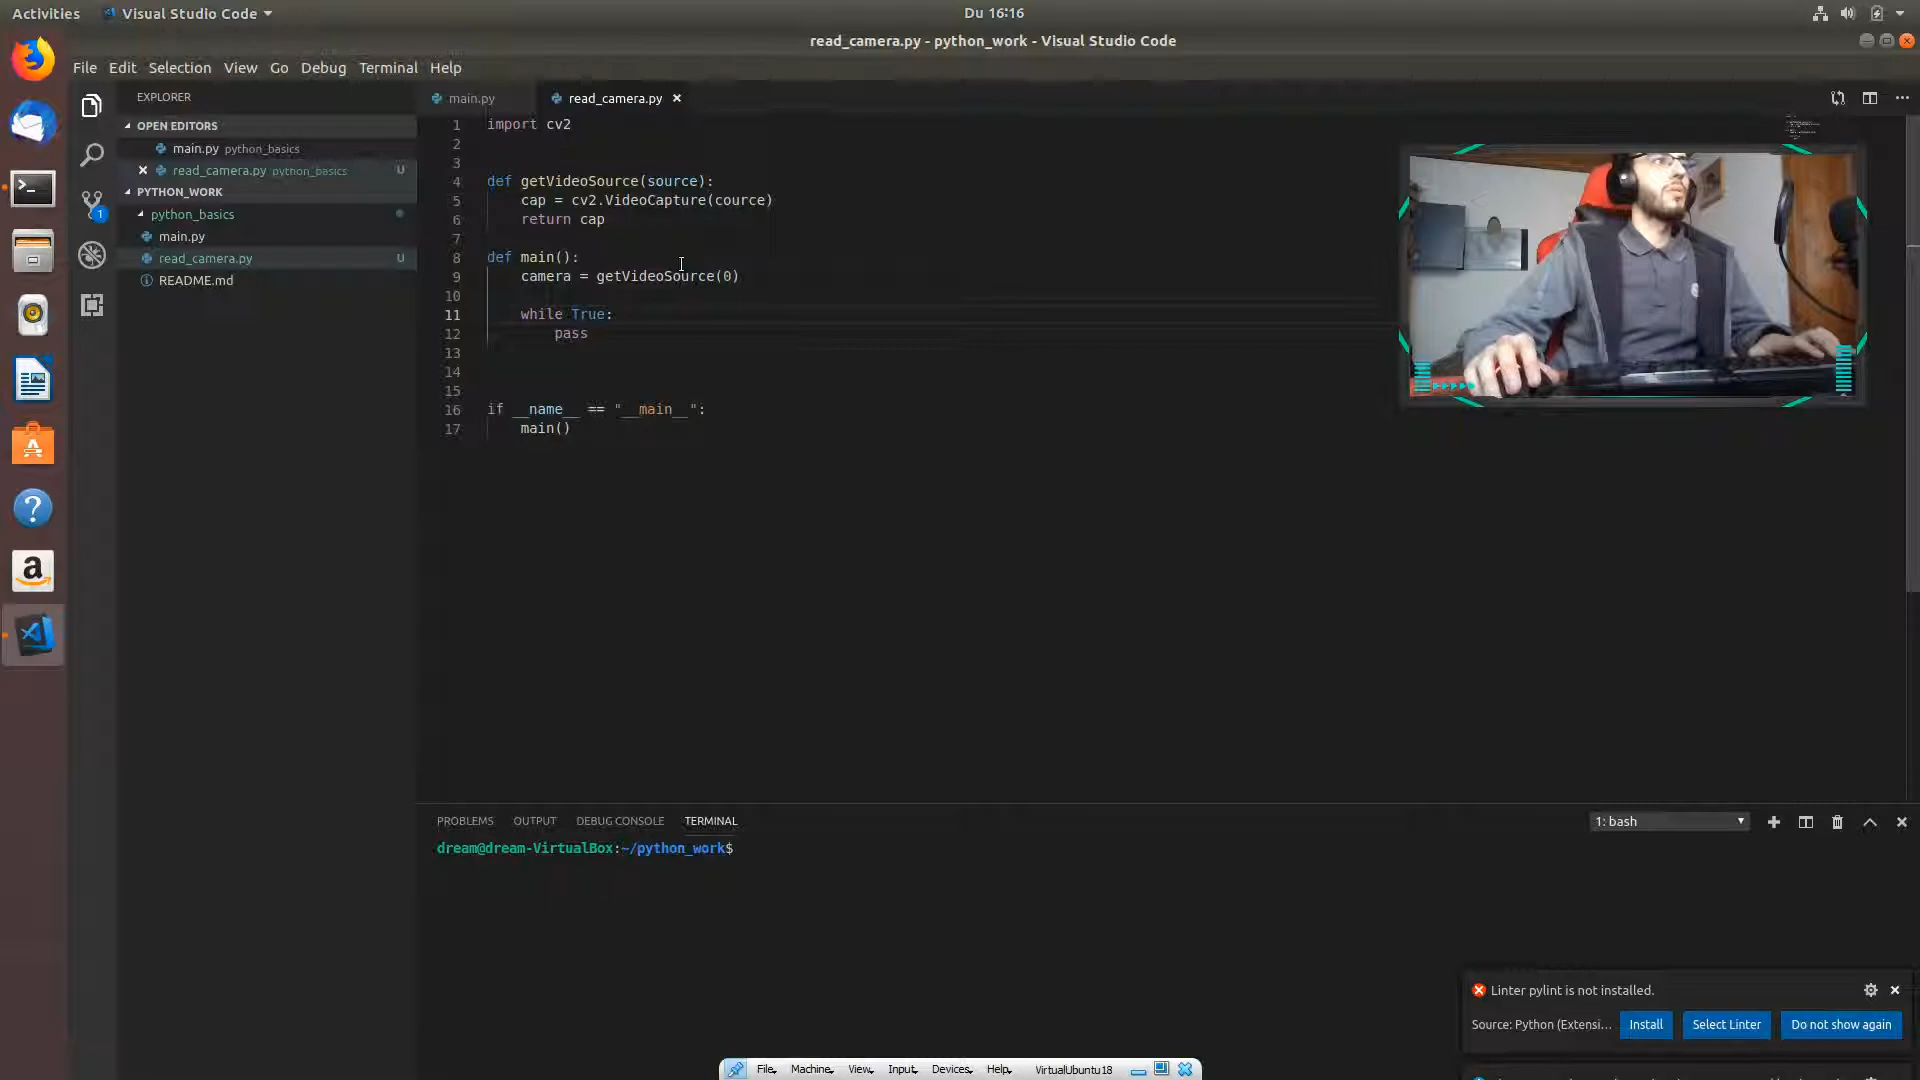 Activities
Visual Studio Code
Du 16:16
read_camera.py - python_work - Visual Studio Code
File Edit Selection View Go Debug Terminal Help
EXPLORER
OPEN EDITORS
main.py python_basics
read_camera.py python_basics U
PYTHON_WORK
python_basics
main.py
read_camera.py U
README.md
1
main.py
read_camera.py
1 import cv2
2
3
4 def getVideoSource(source):
5 cap = cv2.VideoCapture(cource)
6 return cap
7
8 def main():
9 camera = getVideoSource(0)
10
11 while True:
12 pass
13
14
15
16 if __name__ == "__main__":
17 main()
PROBLEMS OUTPUT DEBUG CONSOLE TERMINAL
1: bash
dream@dream-VirtualBox:~/python_work$
Linter pylint is not installed.
Source: Python (Extensi...
Install
Select Linter
Do not show again
File Machine View Input Devices Help VirtualUbuntu18